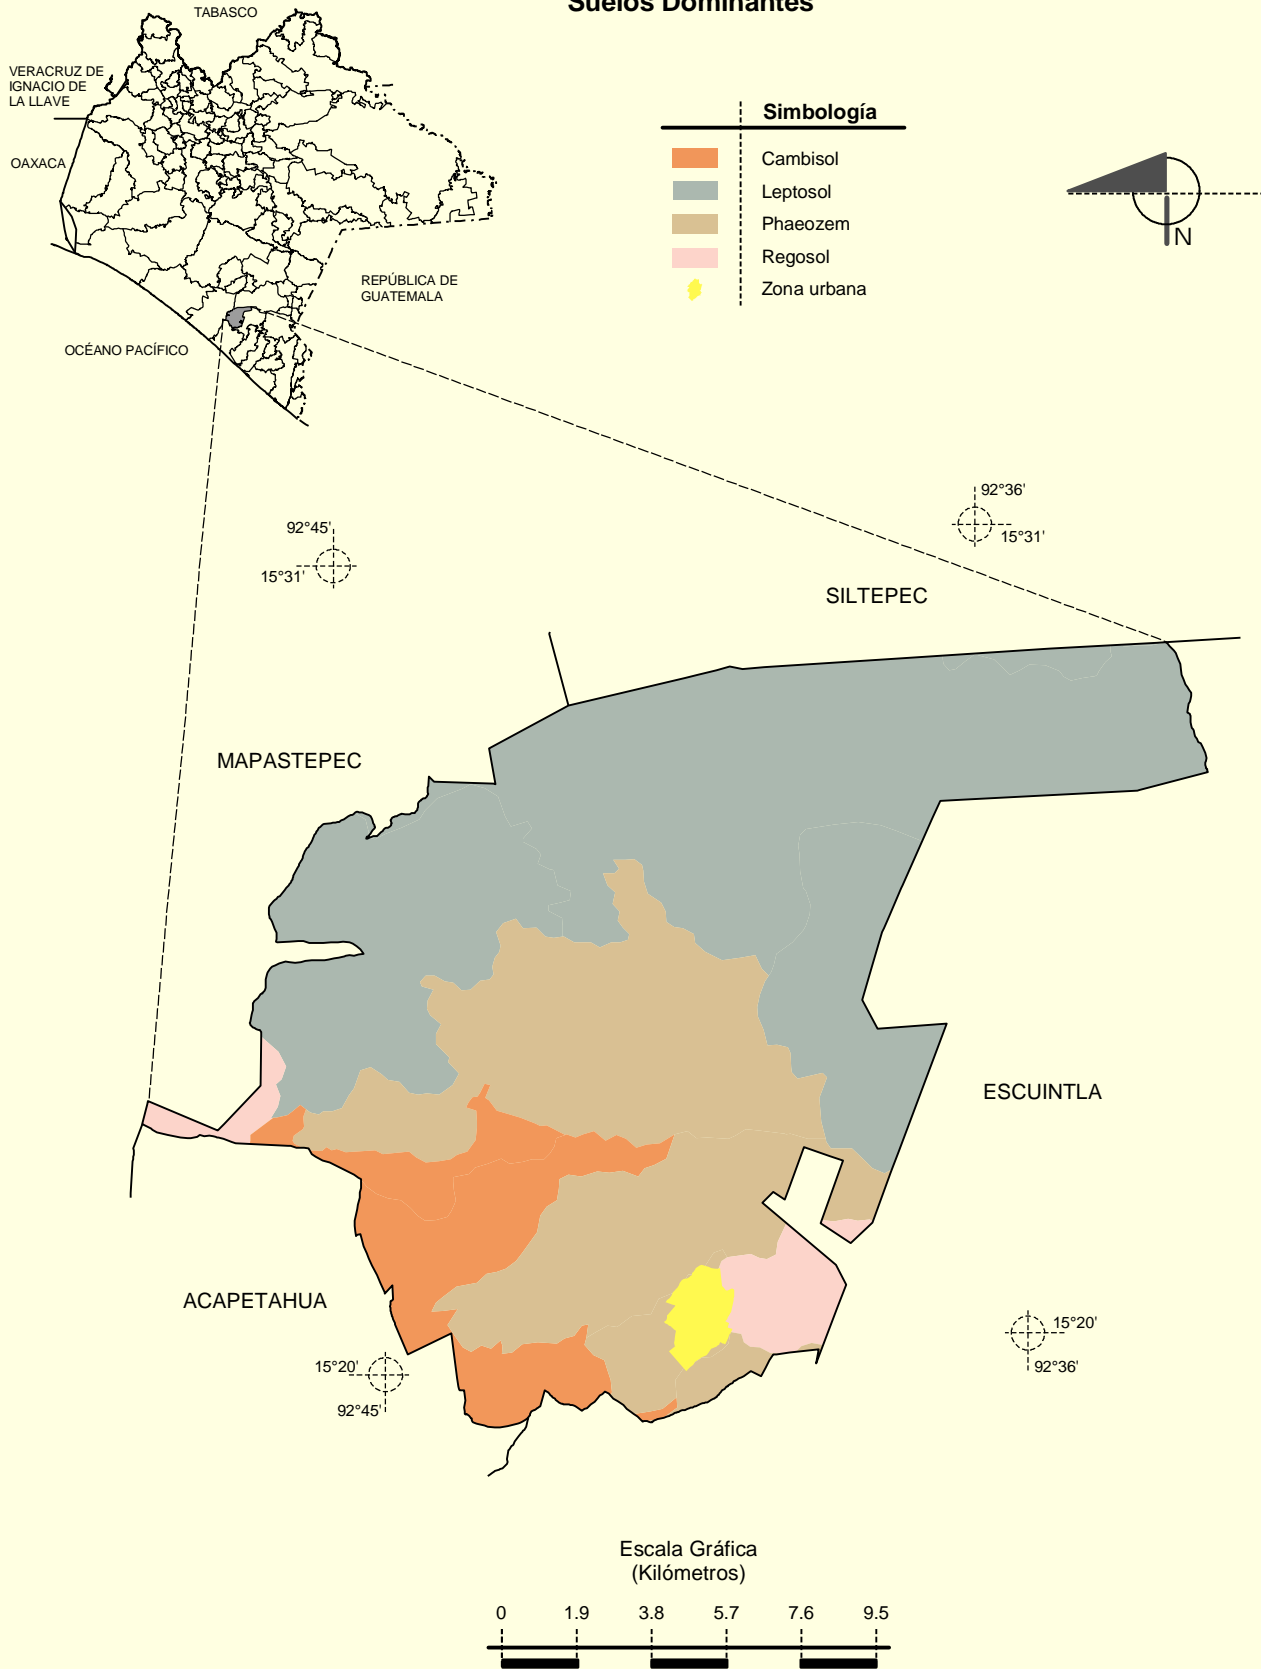 Suelos Dominantes
TABASCO
VERACRUZ DE
IGNACIO DE
LA LLAVE
OAXACA
REPÚBLICA DE
GUATEMALA
OCÉANO PACÍFICO
Simbología
Cambisol
Leptosol
Phaeozem
Regosol
Zona urbana
N
92°45'
15°31'
92°36'
15°31'
SILTEPEC
MAPASTEPEC
ESCUINTLA
ACAPETAHUA
15°20'
92°45'
15°20'
92°36'
Escala Gráfica
(Kilómetros)
0 1.9 3.8 5.7 7.6 9.5